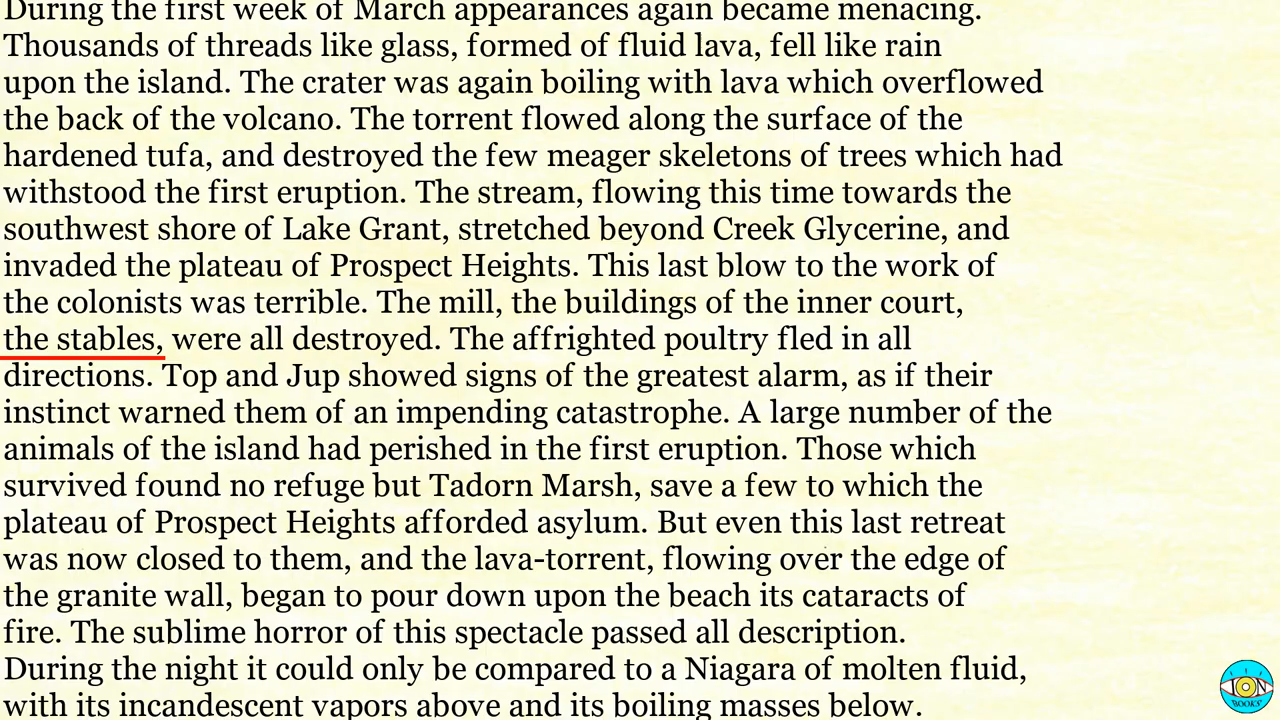 During the first week of March appearances again became menacing.
Thousands of threads like glass, formed of fluid lava, fell like rain
upon the island. The crater was again boiling with lava which overflowed
the back of the volcano. The torrent flowed along the surface of the
hardened tufa, and destroyed the few meager skeletons of trees which had
withstood the first eruption. The stream, flowing this time towards the
southwest shore of Lake Grant, stretched beyond Creek Glycerine, and
invaded the plateau of Prospect Heights. This last blow to the work of
the colonists was terrible. The mill, the buildings of the inner court,
the stables, were all destroyed. The affrighted poultry fled in all
directions. Top and Jup showed signs of the greatest alarm, as if their
instinct warned them of an impending catastrophe. A large number of the
animals of the island had perished in the first eruption. Those which
survived found no refuge but Tadorn Marsh, save a few to which the
plateau of Prospect Heights afforded asylum. But even this last retreat
was now closed to them, and the lava-torrent, flowing over the edge of
the granite wall, began to pour down upon the beach its cataracts of
fire. The sublime horror of this spectacle passed all description.
During the night it could only be compared to a Niagara of molten fluid,
with its incandescent vapors above and its boiling masses below.
ION
BOOKS